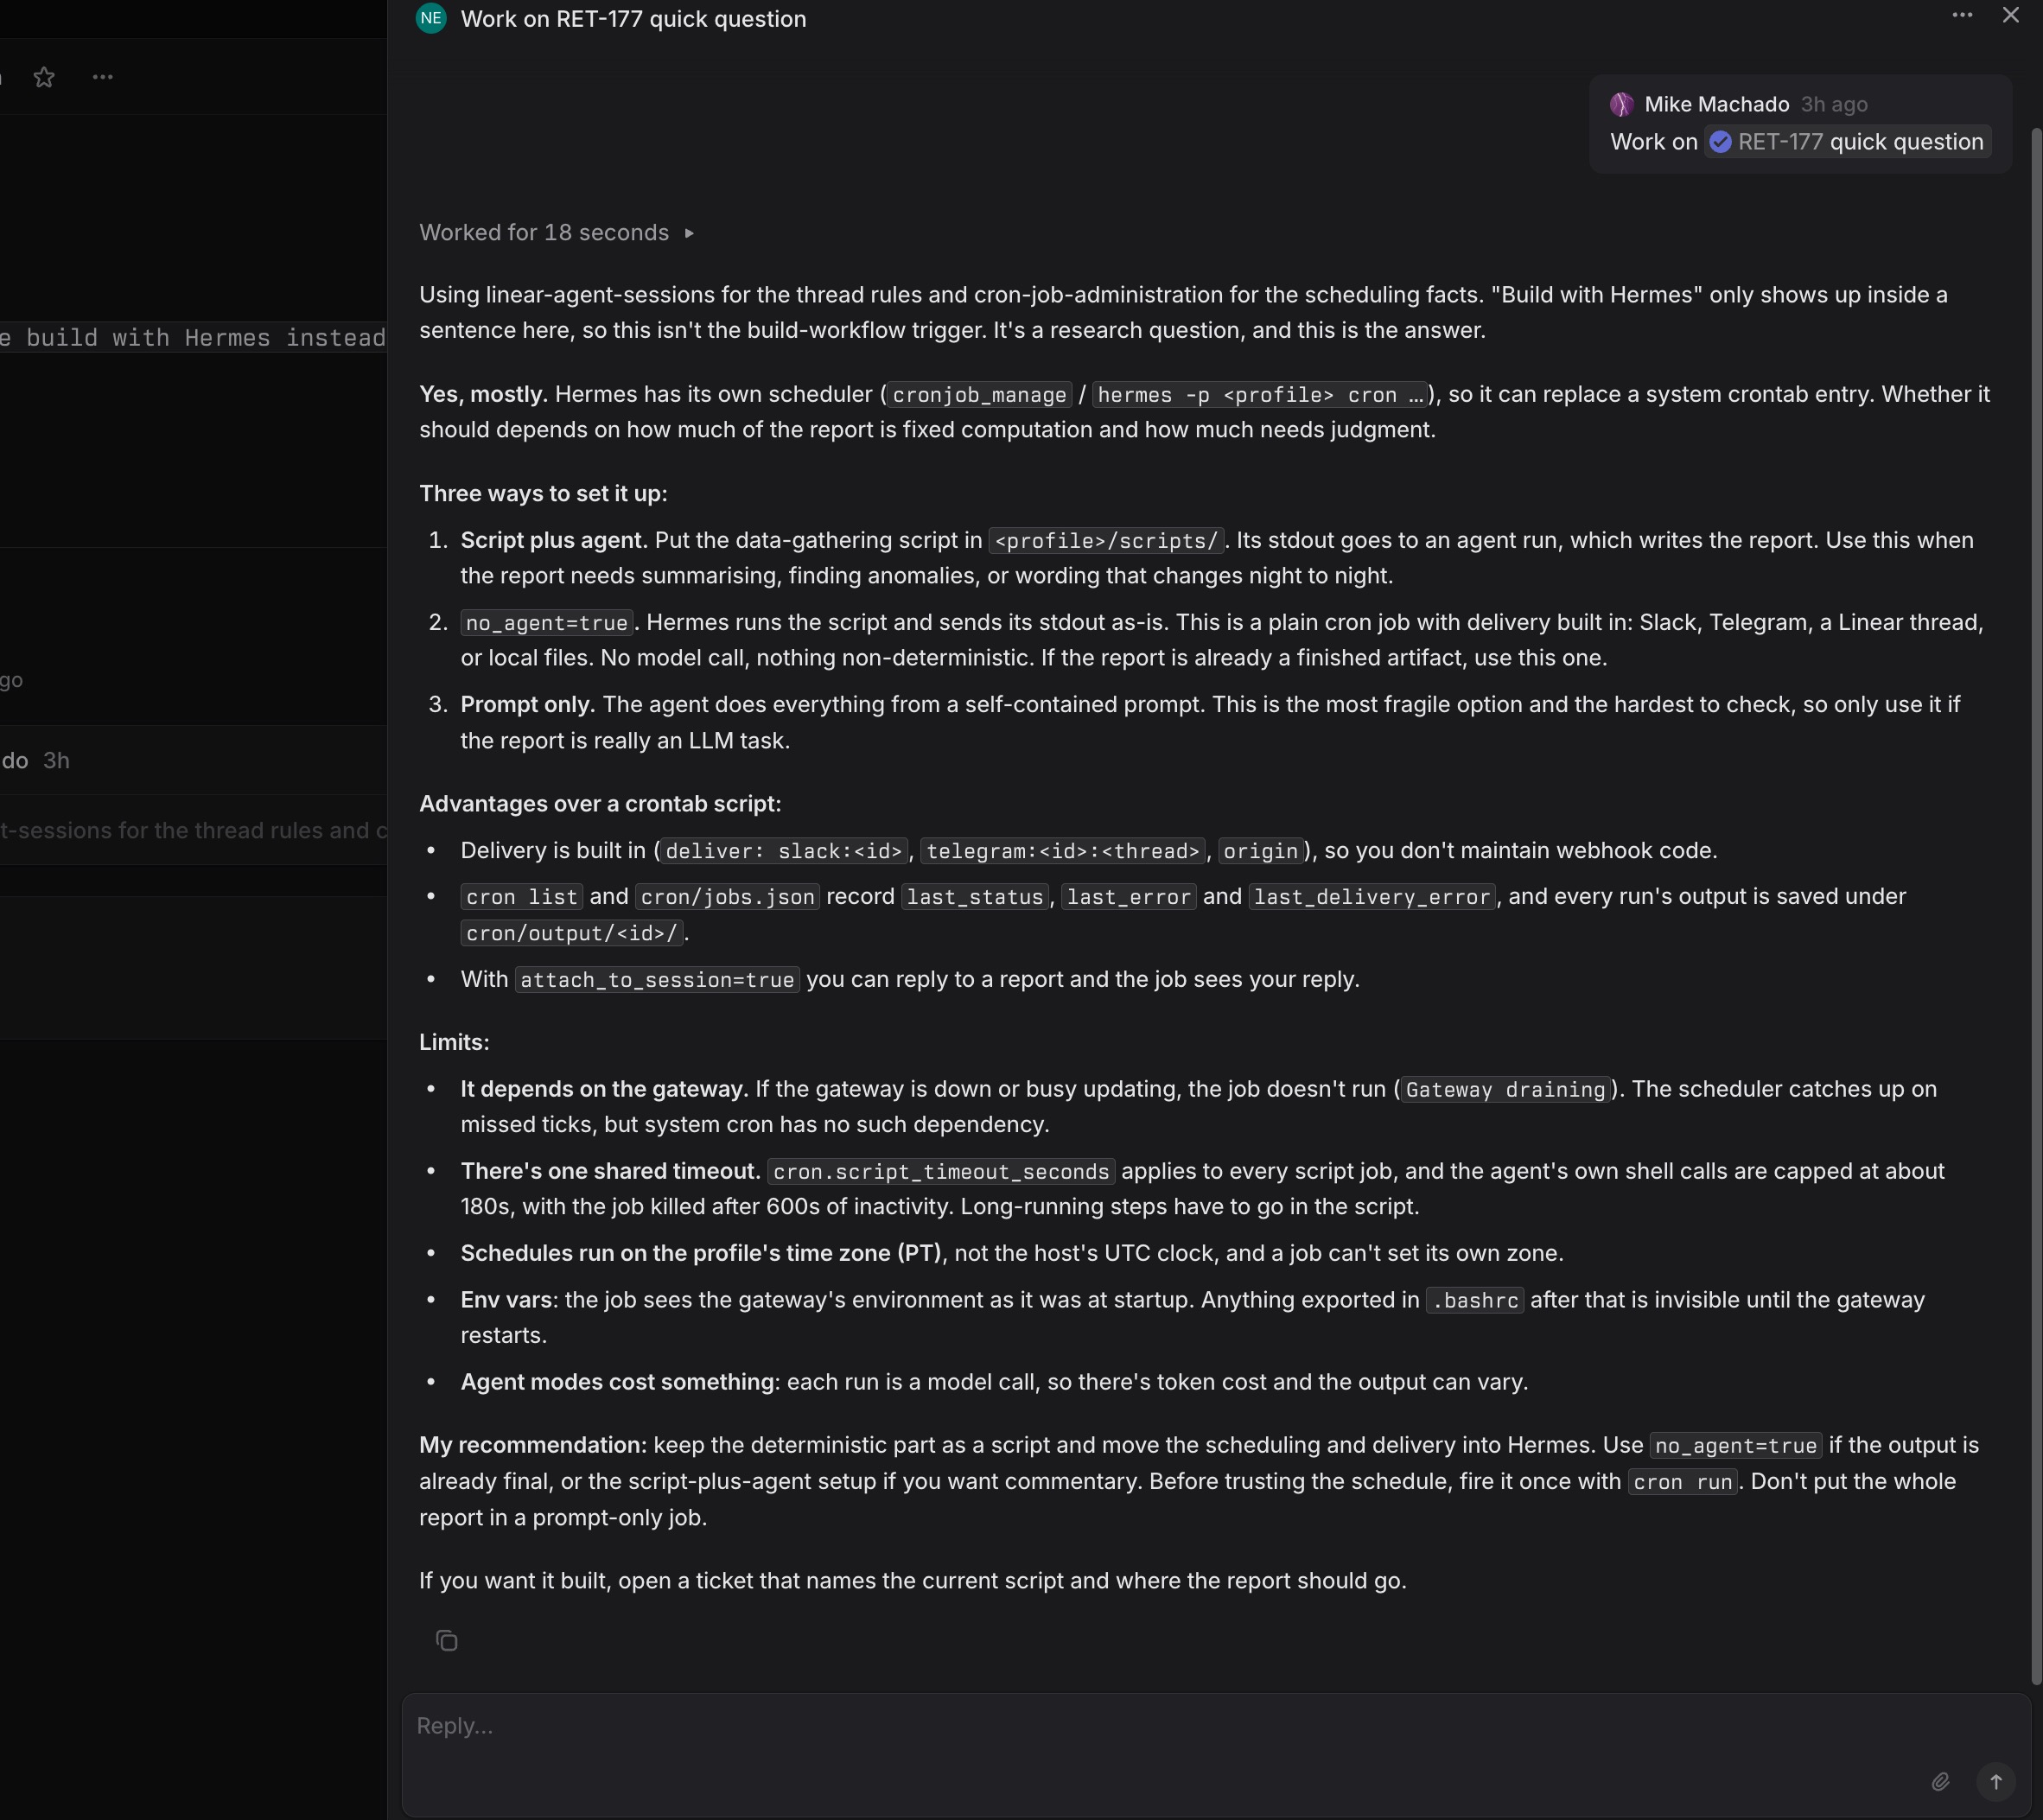 NE Work on RET-177 quick question
Mike Machado 3h ago
Work on RET-177 quick question
e build with Hermes instead
go
do 3h
t-sessions for the thread rules and c
Worked for 18 seconds
Using linear-agent-sessions for the thread rules and cron-job-administration for the scheduling facts. "Build with Hermes" only shows up inside a
sentence here, so this isn't the build-workflow trigger. It's a research question, and this is the answer.
Yes, mostly. Hermes has its own scheduler (cronjob_manage / hermes -p <profile> cron …), so it can replace a system crontab entry. Whether it
should depends on how much of the report is fixed computation and how much needs judgment.
Three ways to set it up:
1. Script plus agent. Put the data-gathering script in <profile>/scripts/. Its stdout goes to an agent run, which writes the report. Use this when
the report needs summarising, finding anomalies, or wording that changes night to night.
2. no_agent=true. Hermes runs the script and sends its stdout as-is. This is a plain cron job with delivery built in: Slack, Telegram, a Linear thread,
or local files. No model call, nothing non-deterministic. If the report is already a finished artifact, use this one.
3. Prompt only. The agent does everything from a self-contained prompt. This is the most fragile option and the hardest to check, so only use it if
the report is really an LLM task.
Advantages over a crontab script:
• Delivery is built in (deliver: slack:<id>, telegram:<id>:<thread>, origin), so you don't maintain webhook code.
• cron list and cron/jobs.json record last_status, last_error and last_delivery_error, and every run's output is saved under
cron/output/<id>/.
• With attach_to_session=true you can reply to a report and the job sees your reply.
Limits:
• It depends on the gateway. If the gateway is down or busy updating, the job doesn't run (Gateway draining). The scheduler catches up on
missed ticks, but system cron has no such dependency.
• There's one shared timeout. cron.script_timeout_seconds applies to every script job, and the agent's own shell calls are capped at about
180s, with the job killed after 600s of inactivity. Long-running steps have to go in the script.
• Schedules run on the profile's time zone (PT), not the host's UTC clock, and a job can't set its own zone.
• Env vars: the job sees the gateway's environment as it was at startup. Anything exported in .bashrc after that is invisible until the gateway
restarts.
• Agent modes cost something: each run is a model call, so there's token cost and the output can vary.
My recommendation: keep the deterministic part as a script and move the scheduling and delivery into Hermes. Use no_agent=true if the output is
already final, or the script-plus-agent setup if you want commentary. Before trusting the schedule, fire it once with cron run. Don't put the whole
report in a prompt-only job.
If you want it built, open a ticket that names the current script and where the report should go.
Reply...